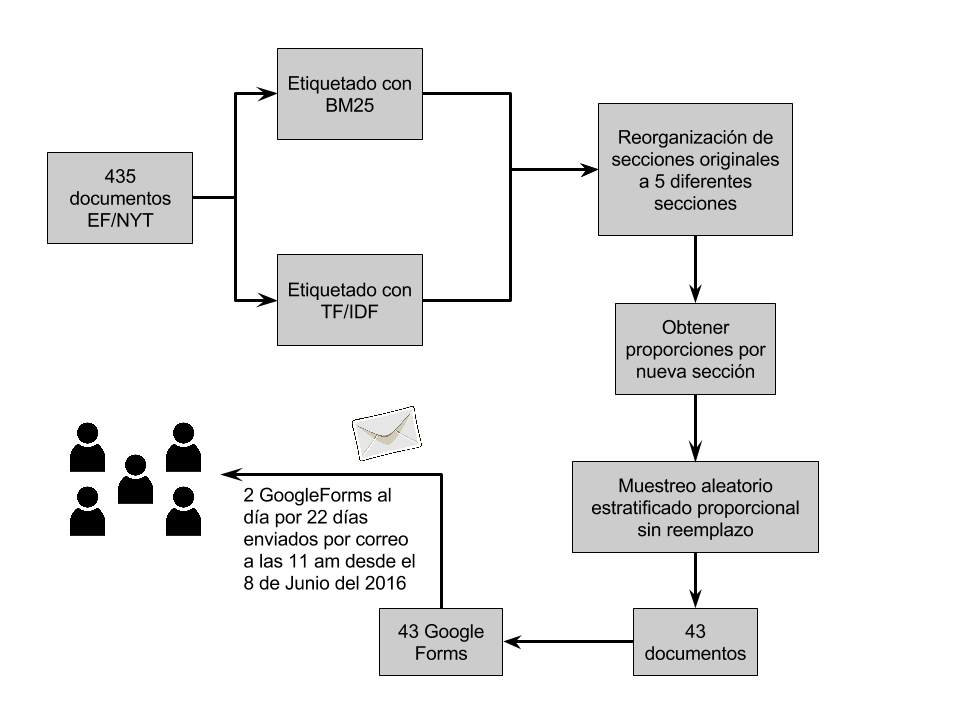 435
documentos
EF/NYT
Etiquetado con
BM25
Etiquetado con
TF/IDF
Reorganización de
secciones originales
a 5 diferentes
secciones
Obtener
proporciones por
nueva sección
Muestreo aleatorio
estratificado proporcional
sin reemplazo
43
documentos
43 Google
Forms
2 GoogleForms al
día por 22 días
enviados por correo
a las 11 am desde el
8 de Junio del 2016